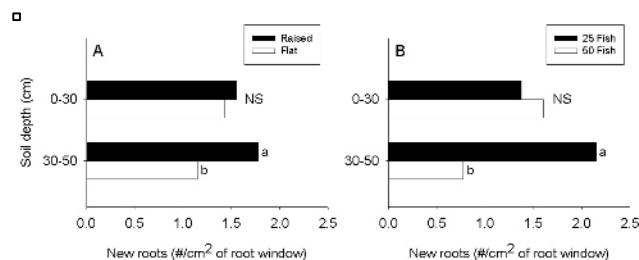 A
Raised
Flat
Soil depth (cm)
0-30
NS
30-50
a
b
0.0 0.5 1.0 1.5 2.0 2.5
New roots (#/cm² of root window)
B
25 Fish
50 Fish
0-30
NS
30-50
a
b
0.0 0.5 1.0 1.5 2.0 2.5
New roots (#/cm² of root window)